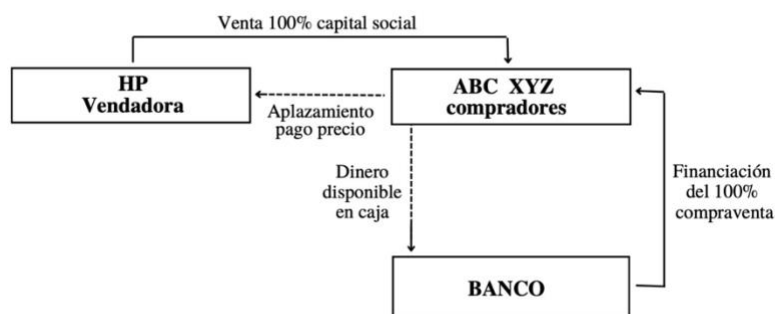 Venta 100% capital social
HP
Vendadora
ABC XYZ
compradores
Aplazamiento
pago precio
Dinero
disponible
en caja
Financiación
del 100%
compraventa
BANCO